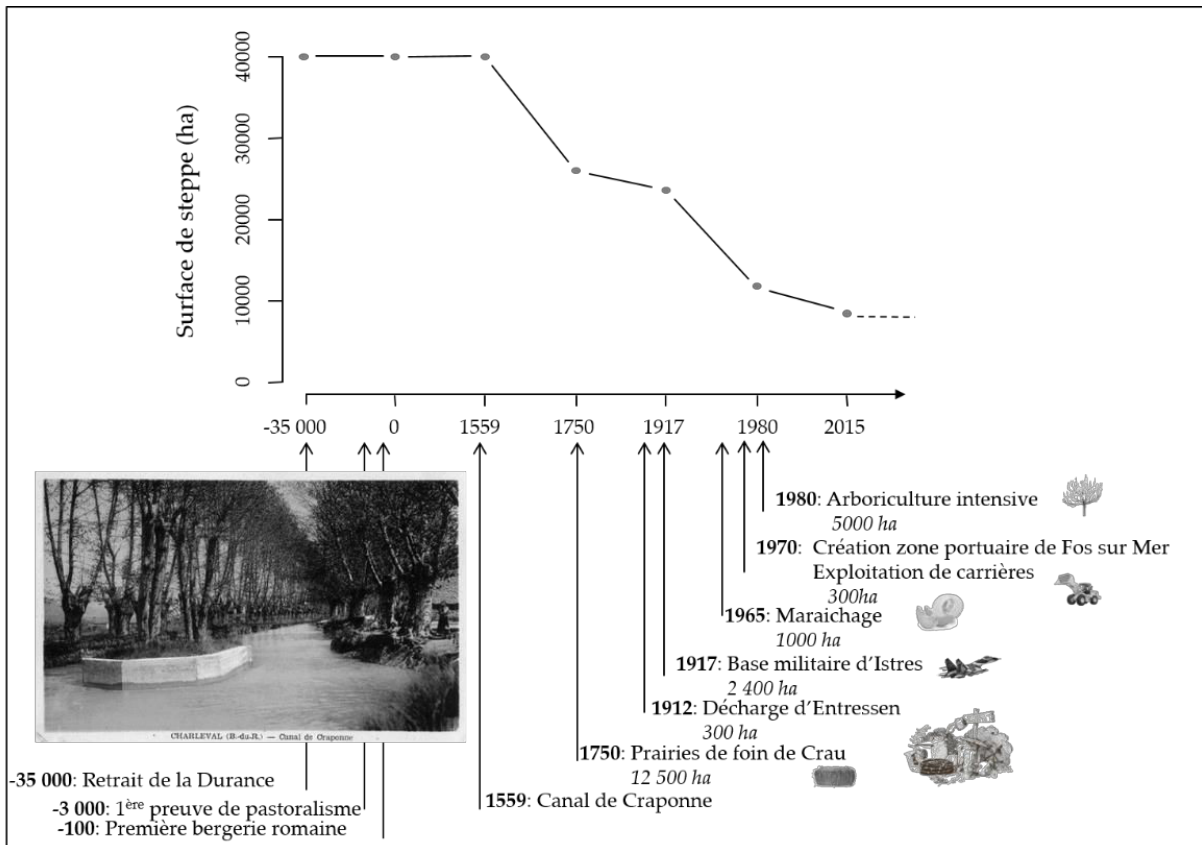 Surface de steppe (ha)
40000
30000
20000
10000
0
-35 000 0 1559 1750 1917 1980 2015
1980: Arboriculture intensive
5000 ha
1970: Création zone portuaire de Fos sur Mer
Exploitation de carrières
300ha
1965: Maraichage
1000 ha
1917: Base militaire d'Istres
2 400 ha
1912: Décharge d'Entressen
300 ha
1750: Prairies de foin de Crau
12 500 ha
1559: Canal de Craponne
CHARLEVAL (B.-du-R.) — Canal de Craponne
-35 000: Retrait de la Durance
-3 000: 1ère preuve de pastoralisme
-100: Première bergerie romaine